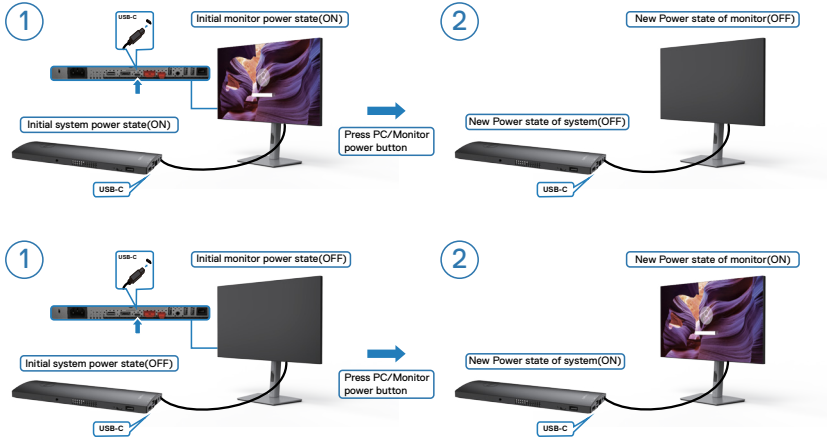 1
USB-C
Initial monitor power state(ON)
Initial system power state(ON)
USB-C
Press PC/Monitor
power button
2
New Power state of monitor(OFF)
New Power state of system(OFF)
USB-C
1
USB-C
Initial monitor power state(OFF)
Initial system power state(OFF)
USB-C
Press PC/Monitor
power button
2
New Power state of monitor(ON)
New Power state of system(ON)
USB-C